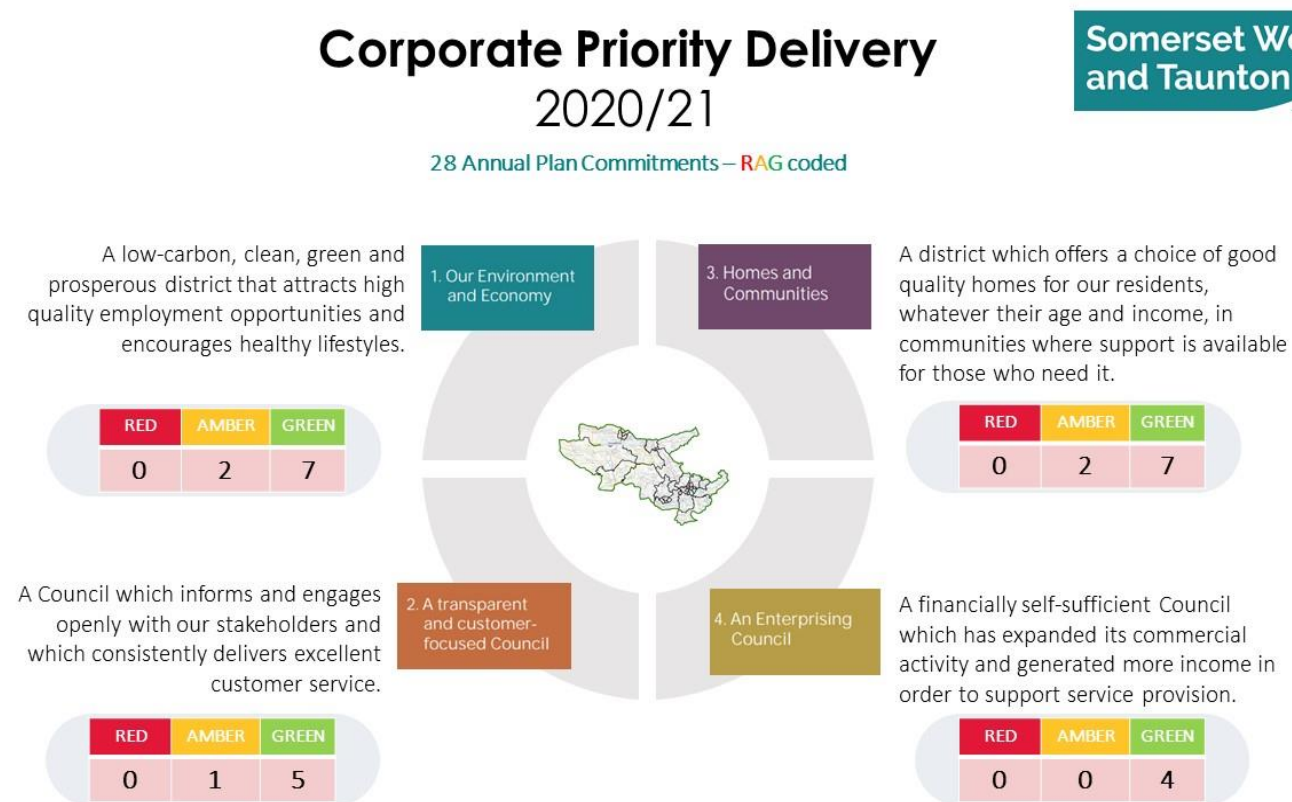 Corporate Priority Delivery
2020/21
28 Annual Plan Commitments – RAG coded
Somerset
and Taunton
A low-carbon, clean, green and
prosperous district that attracts high
quality employment opportunities and
encourages healthy lifestyles.
1. Our Environment
and Economy
RED AMBER GREEN
0 2 7
3. Homes and
Communities
A district which offers a choice of good
quality homes for our residents,
whatever their age and income, in
communities where support is available
for those who need it.
RED AMBER GREEN
0 2 7
A Council which informs and engages
openly with our stakeholders and
which consistently delivers excellent
customer service.
2. A transparent
and customer-
focused Council
RED AMBER GREEN
0 1 5
4. An Enterprising
Council
A financially self-sufficient Council
which has expanded its commercial
activity and generated more income in
order to support service provision.
RED AMBER GREEN
0 0 4